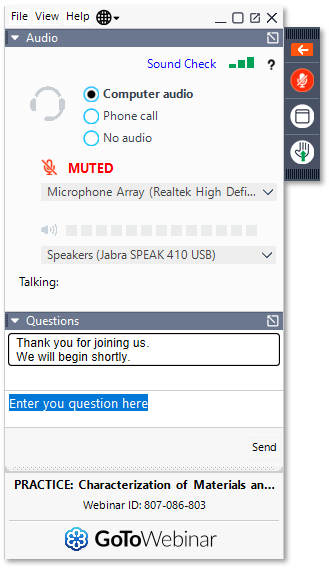 File View Help
Audio
Sound Check ?
Computer audio
Phone call
No audio
MUTED
Microphone Array (Realtek High Defi...
Speakers (Jabra SPEAK 410 USB)
Talking:
Questions
Thank you for joining us.
We will begin shortly.
Enter you question here
Send
PRACTICE: Characterization of Materials an...
Webinar ID: 807-086-803
GoToWebinar